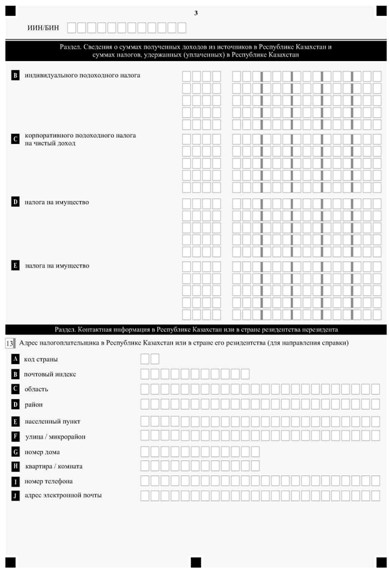 3
ИИН/БИН
Раздел. Сведения о суммах полученных доходов из источников в Республике Казахстан и
суммах налогов, удержанных (уплаченных) в Республике Казахстан
B индивидуального подоходного налога
C корпоративного подоходного налога
на чистый доход
D налога на имущество
E налога на имущество
Раздел. Контактная информация в Республике Казахстан или в стране резидентства нерезидента
13 Адрес налогоплательщика в Республике Казахстан или в стране его резидентства (для направления справки)
A код страны
B почтовый индекс
C область
D район
E населенный пункт
F улица / микрорайон
G номер дома
H квартира / комната
I номер телефона
J адрес электронной почты